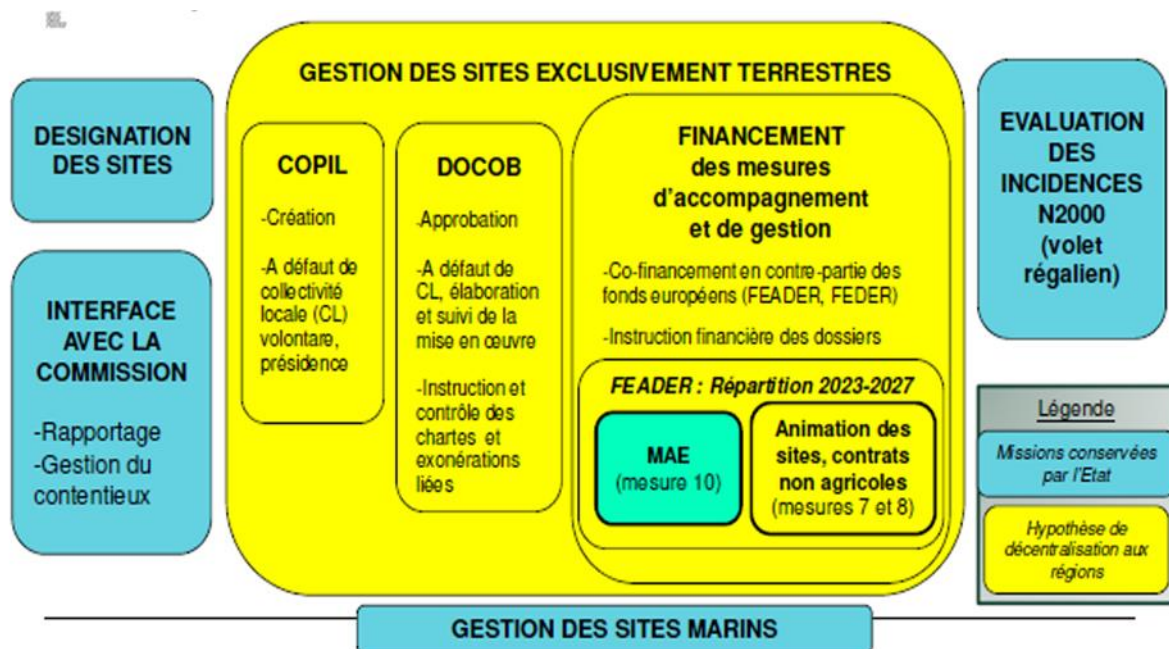 GESTION DES SITES EXCLUSIVEMENT TERRESTRES
DESIGNATION
DES SITES
INTERFACE
AVEC LA
COMMISSION
-Rapportage
-Gestion du
contentieux
COPIL
-Création
-A défaut de
collectivité
locale (CL)
volontare,
présidence
DOCOB
-Approbation
-A défaut de
CL, élaboration
et suivi de la
mise en œuvre
-Instruction et
contrôle des
chartes et
exonérations
liées
FINANCEMENT
des mesures
d'accompagnement
et de gestion
-Co-financement en contre-partie des
fonds européens (FEADER, FEDER)
-Instruction financière des dossiers
FEADER : Répartition 2023-2027
MAE
(mesure 10)
Animation des
sites, contrats
non agricoles
(mesures 7 et 8)
EVALUATION
DES
INCIDENCES
N2000
(volet
régalien)
Légende
Missions conservées
par l'Etat
Hypothèse de
décentralisation aux
régions
GESTION DES SITES MARINS